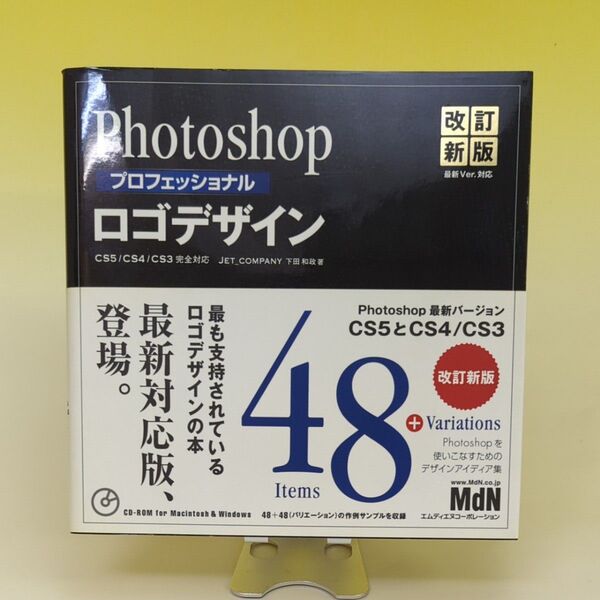 Photoshop
プロフェッショナル
ロゴデザイン
CS5/CS4/CS3 完全対応 JET_COMPANY 下田和政著
改訂
新版
最新Ver.対応
最も支持されている
ロゴデザインの本
最新対応版、
登場。
48
Items
+Variations
Photoshop 最新バージョン
CS5とCS4/CS3
改訂新版
Photoshopを
使いこなすための
デザインアイディア集
www.MdN.co.jp
MdN
エムディエヌコーポレーション
CD-ROM for Macintosh & Windows
48+48(バリエーション)の作例サンプルを収録